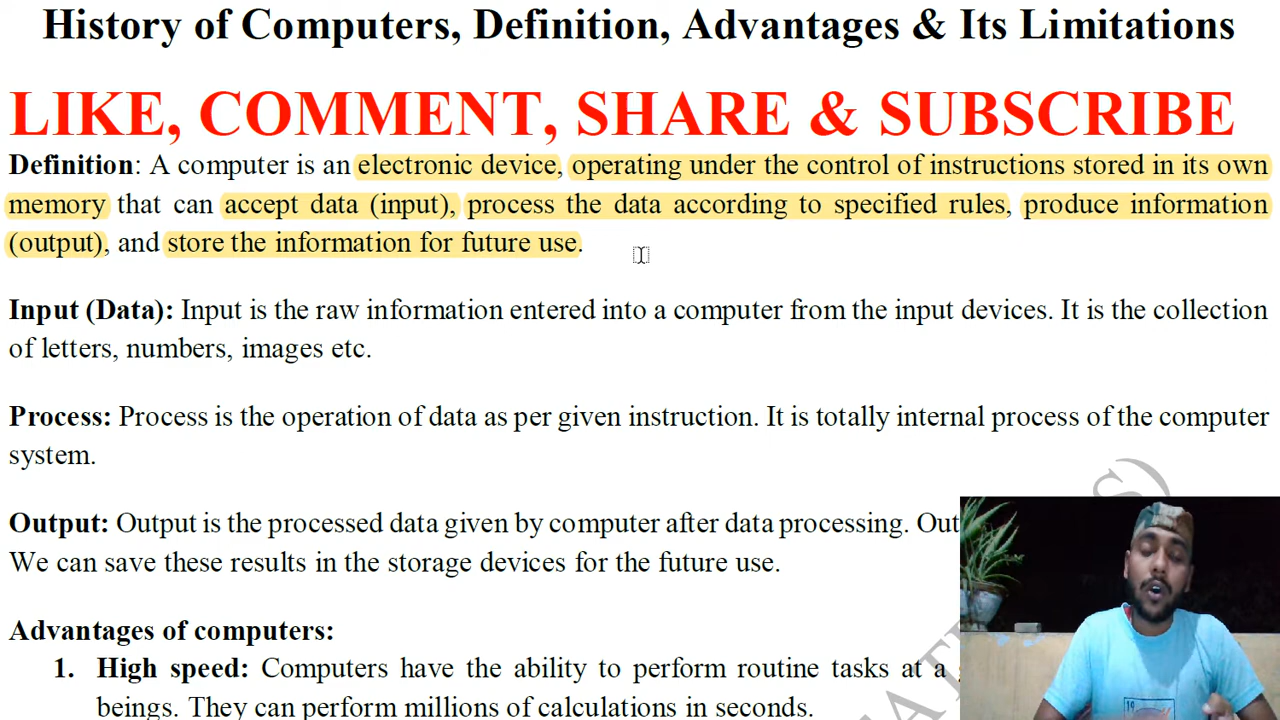 History of Computers, Definition, Advantages & Its Limitations
LIKE, COMMENT, SHARE & SUBSCRIBE
Definition: A computer is an electronic device, operating under the control of instructions stored in its own
memory that can accept data (input), process the data according to specified rules, produce information
(output), and store the information for future use.
Input (Data): Input is the raw information entered into a computer from the input devices. It is the collection
of letters, numbers, images etc.
Process: Process is the operation of data as per given instruction. It is totally internal process of the computer
system.
Output: Output is the processed data given by computer after data processing.
We can save these results in the storage devices for the future use.
Advantages of computers:
1. High speed: Computers have the ability to perform routine tasks at a
beings. They can perform millions of calculations in seconds.